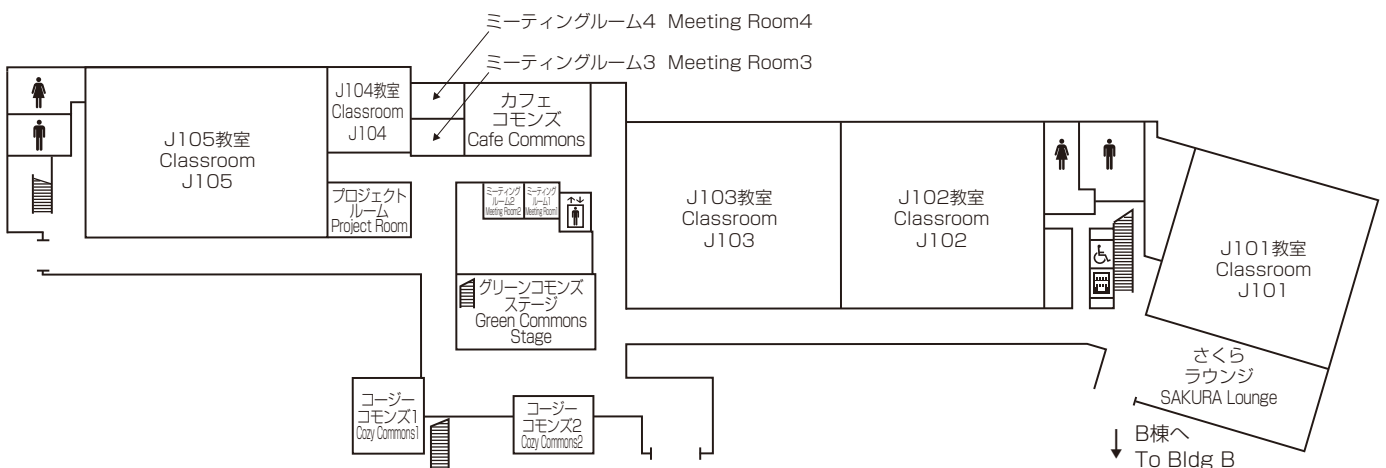 ミーティングルーム4 Meeting Room4
ミーティングルーム3 Meeting Room3
J104教室
Classroom
J104
カフェ
コモンズ
Cafe Commons
J105教室
Classroom
J105
プロジェクト
ルーム
Project Room
ミーティング
ルーム2
Meeting Room2
ミーティング
ルーム1
Meeting Room1
J103教室
Classroom
J103
J102教室
Classroom
J102
J101教室
Classroom
J101
グリーンコモンズ
ステージ
Green Commons
Stage
さくら
ラウンジ
SAKURA Lounge
コージー
コモンズ1
Cozy Commons1
コージー
コモンズ2
Cozy Commons2
B棟へ
To Bldg B